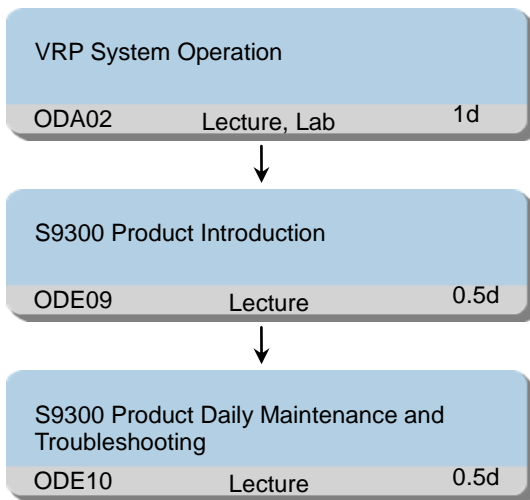 VRP System Operation
ODA02 Lecture, Lab 1d
S9300 Product Introduction
ODE09 Lecture 0.5d
S9300 Product Daily Maintenance and
Troubleshooting
ODE10 Lecture 0.5d